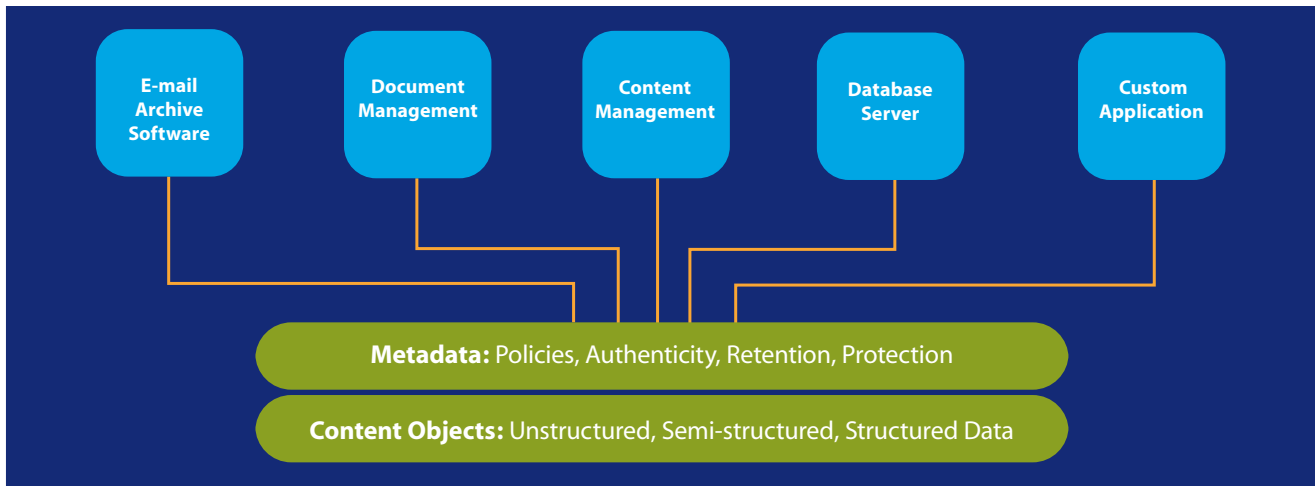 E-mail
Archive
Software
Document
Management
Content
Management
Database
Server
Custom
Application
Metadata: Policies, Authenticity, Retention, Protection
Content Objects: Unstructured, Semi-structured, Structured Data